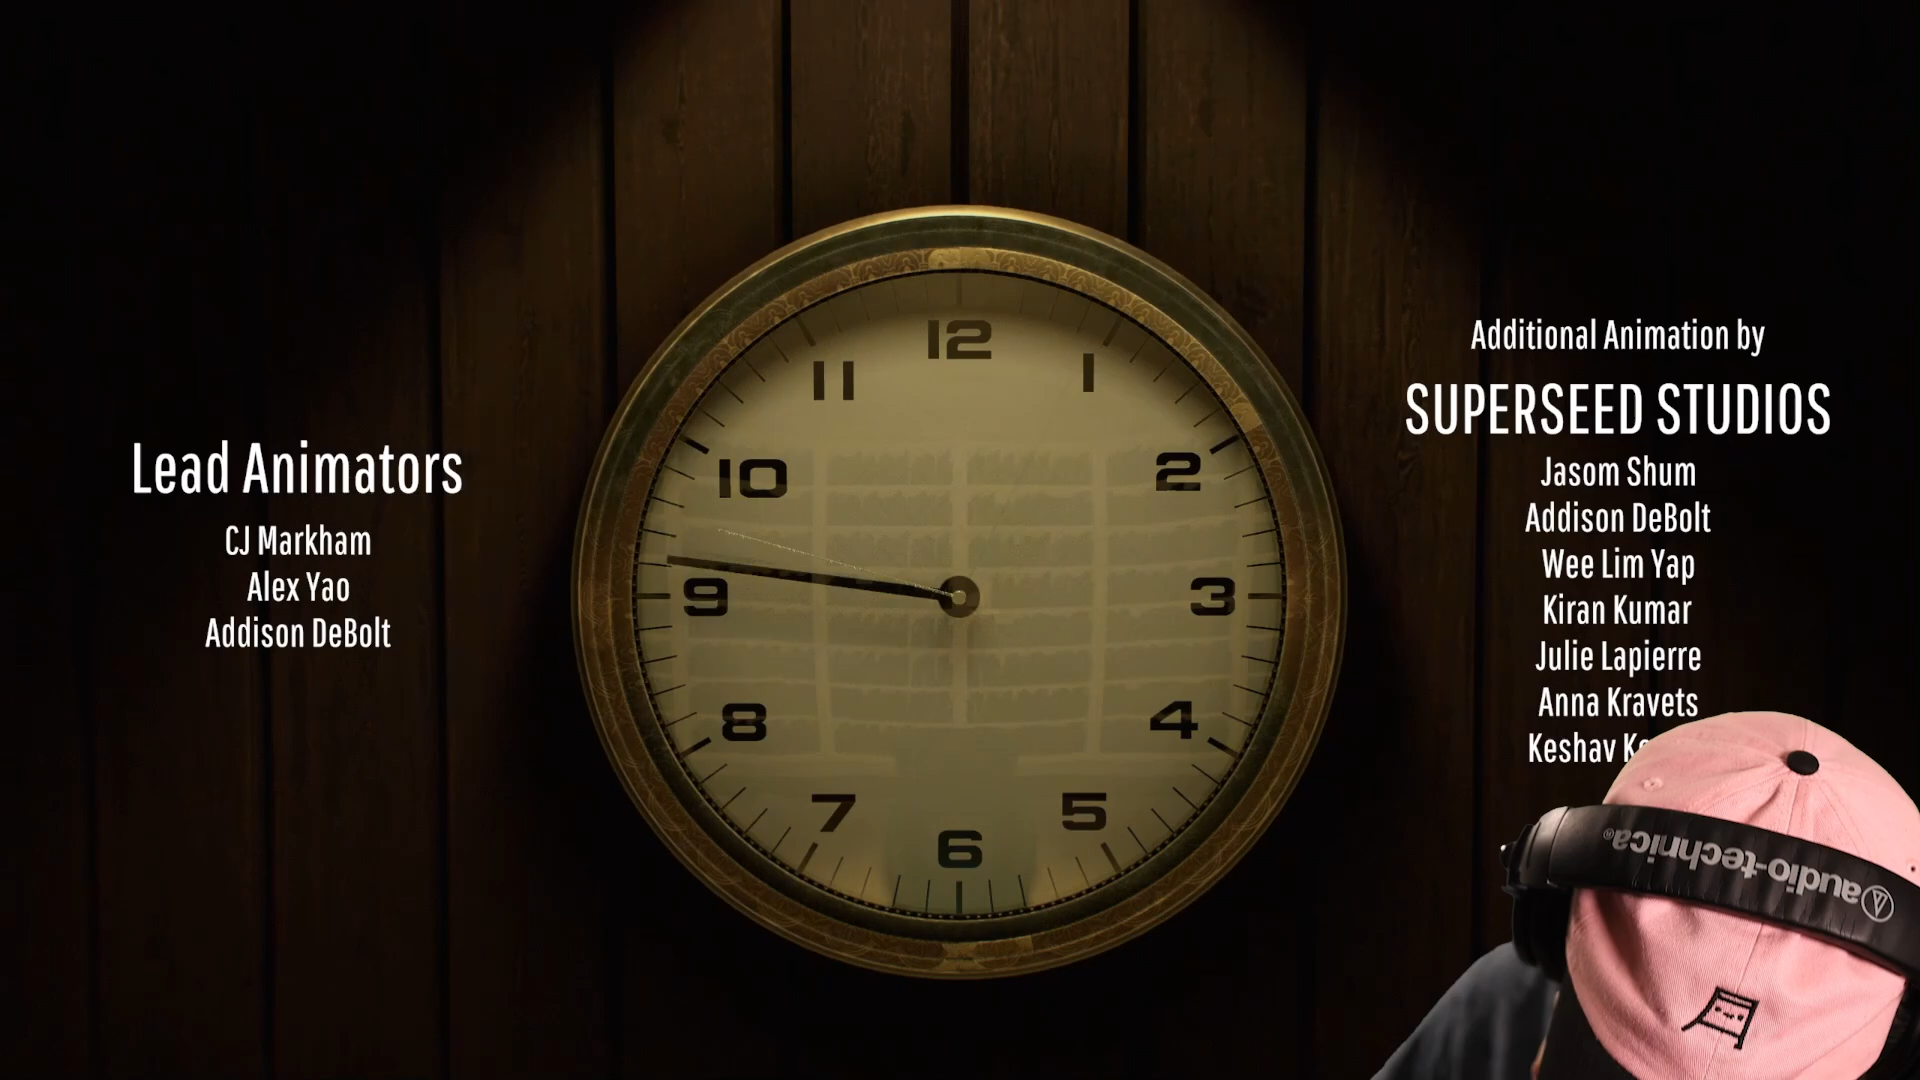 Lead Animators
CJ Markham
Alex Yao
Addison DeBolt
12
1
2
3
4
5
6
7
8
9
10
11
Additional Animation by
SUPERSEED STUDIOS
Jasom Shum
Addison DeBolt
Wee Lim Yap
Kiran Kumar
Julie Lapierre
Anna Kravets
Keshav
audio-technica®